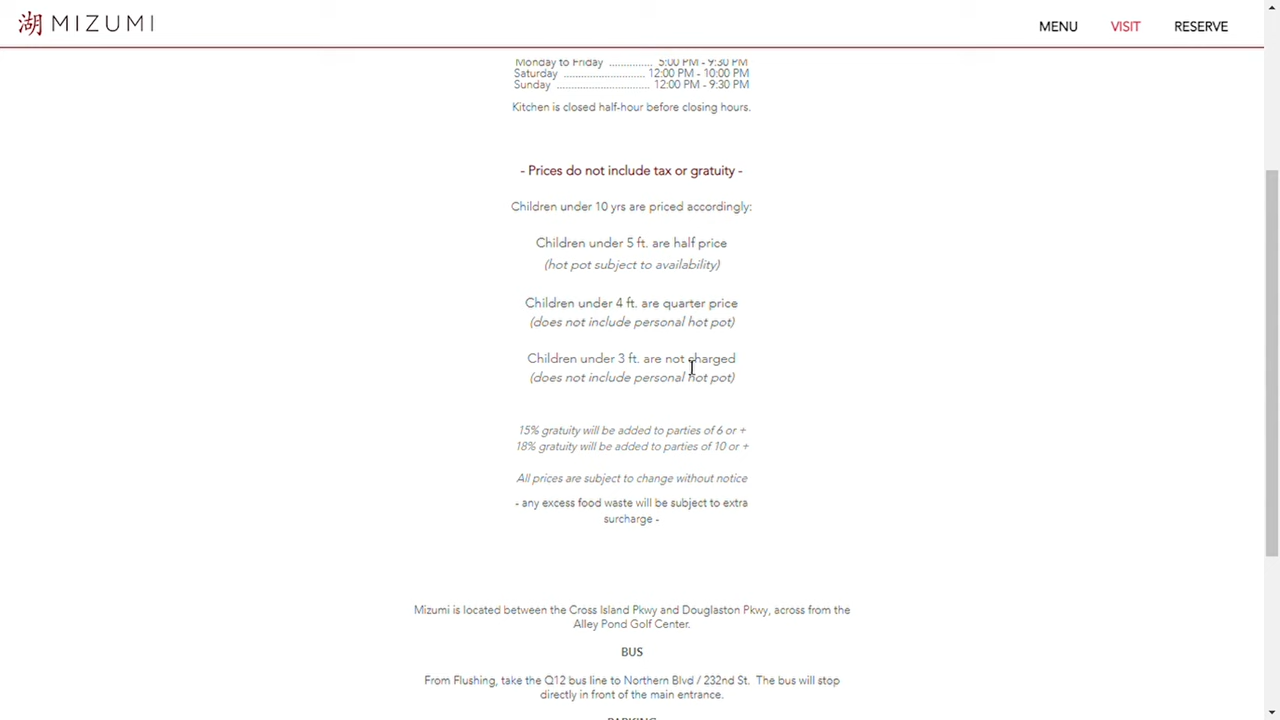 湖 MIZUMI
MENU VISIT RESERVE
Monday to Friday ............... 5:00 PM - 9:30 PM
Saturday ........................... 12:00 PM - 10:00 PM
Sunday ............................... 12:00 PM - 9:30 PM
Kitchen is closed half-hour before closing hours.
- Prices do not include tax or gratuity -
Children under 10 yrs are priced accordingly:
Children under 5 ft. are half price
(hot pot subject to availability)
Children under 4 ft. are quarter price
(does not include personal hot pot)
Children under 3 ft. are not charged
(does not include personal hot pot)
15% gratuity will be added to parties of 6 or +
18% gratuity will be added to parties of 10 or +
All prices are subject to change without notice
- any excess food waste will be subject to extra
surcharge -
Mizumi is located between the Cross Island Pkwy and Douglaston Pkwy, across from the
Alley Pond Golf Center.
BUS
From Flushing, take the Q12 bus line to Northern Blvd / 232nd St. The bus will stop
directly in front of the main entrance.
PARKING